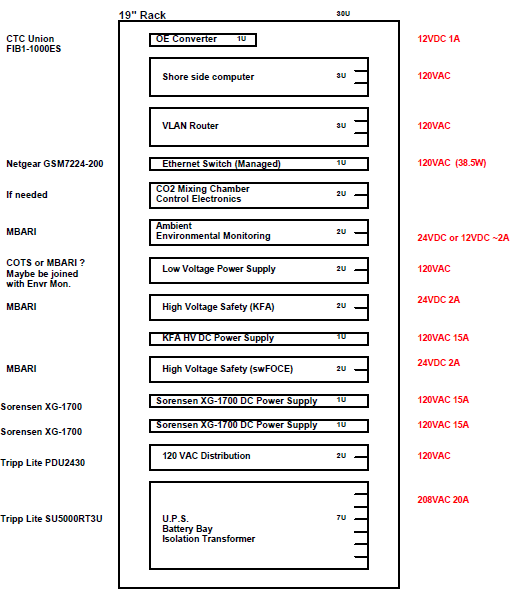 19" Rack 30U
CTC Union
FIB1-1000ES
OE Converter 1U
12VDC 1A
Shore side computer 3U
120VAC
VLAN Router 3U
120VAC
Netgear GSM7224-200
Ethernet Switch (Managed) 1U
120VAC (38.5W)
If needed
CO2 Mixing Chamber
Control Electronics
2U
MBARI
Ambient
Environmental Monitoring
2U
24VDC or 12VDC ~2A
COTS or MBARI ?
Maybe be joined
with Envr Mon.
Low Voltage Power Supply 2U
120VAC
MBARI
High Voltage Safety (KFA) 2U
24VDC 2A
KFA HV DC Power Supply 1U
120VAC 15A
MBARI
High Voltage Safety (swFOCE) 2U
24VDC 2A
Sorensen XG-1700
Sorensen XG-1700 DC Power Supply 1U
120VAC 15A
Sorensen XG-1700
Sorensen XG-1700 DC Power Supply 1U
120VAC 15A
Tripp Lite PDU2430
120 VAC Distribution 2U
120VAC
208VAC 20A
Tripp Lite SU5000RT3U
U.P.S.
Battery Bay
Isolation Transformer
7U